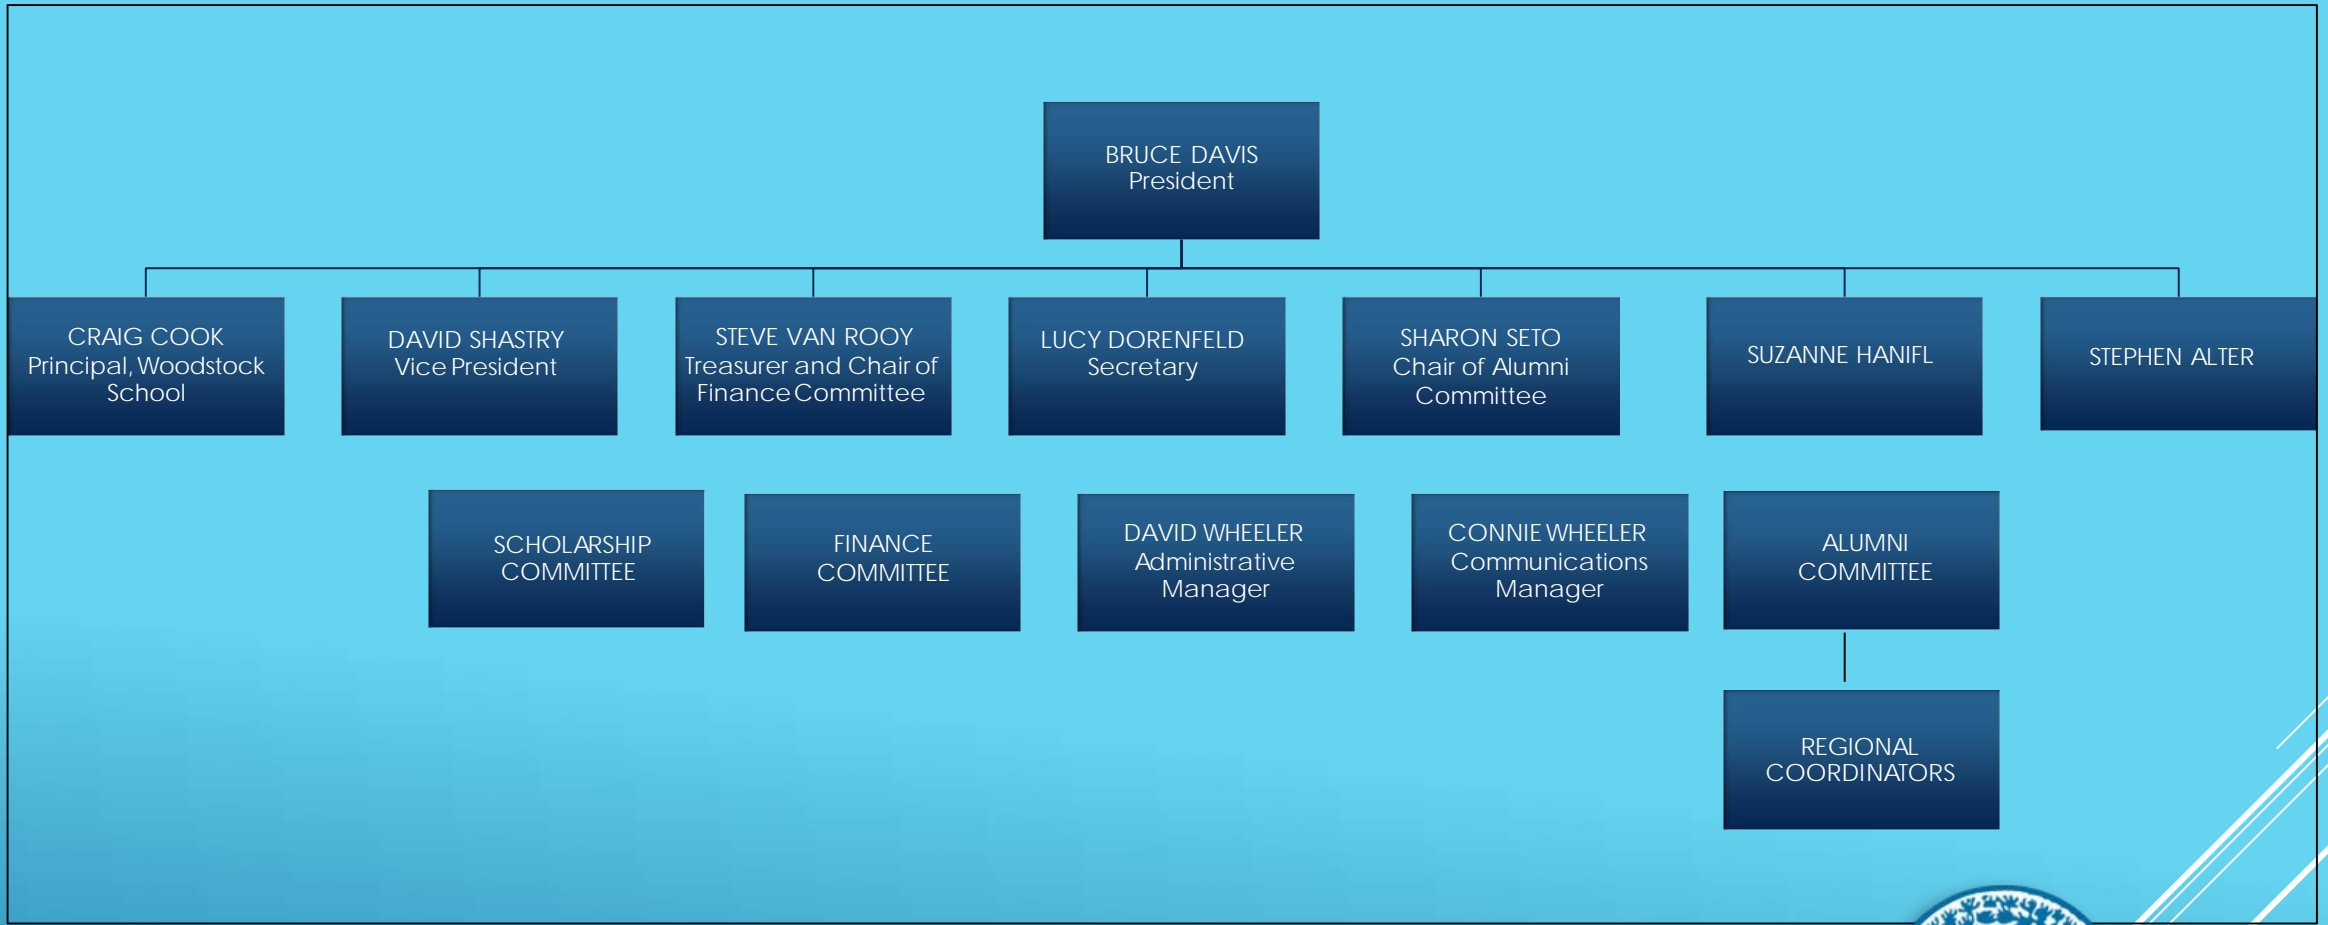 BRUCE DAVIS
President
CRAIG COOK
Principal, Woodstock
School
DAVID SHASTRY
Vice President
STEVE VAN ROOY
Treasurer and Chair of
Finance Committee
LUCY DORENFELD
Secretary
SHARON SETO
Chair of Alumni
Committee
SUZANNE HANIFL
STEPHEN ALTER
SCHOLARSHIP
COMMITTEE
FINANCE
COMMITTEE
DAVID WHEELER
Administrative
Manager
CONNIE WHEELER
Communications
Manager
ALUMNI
COMMITTEE
REGIONAL
COORDINATORS